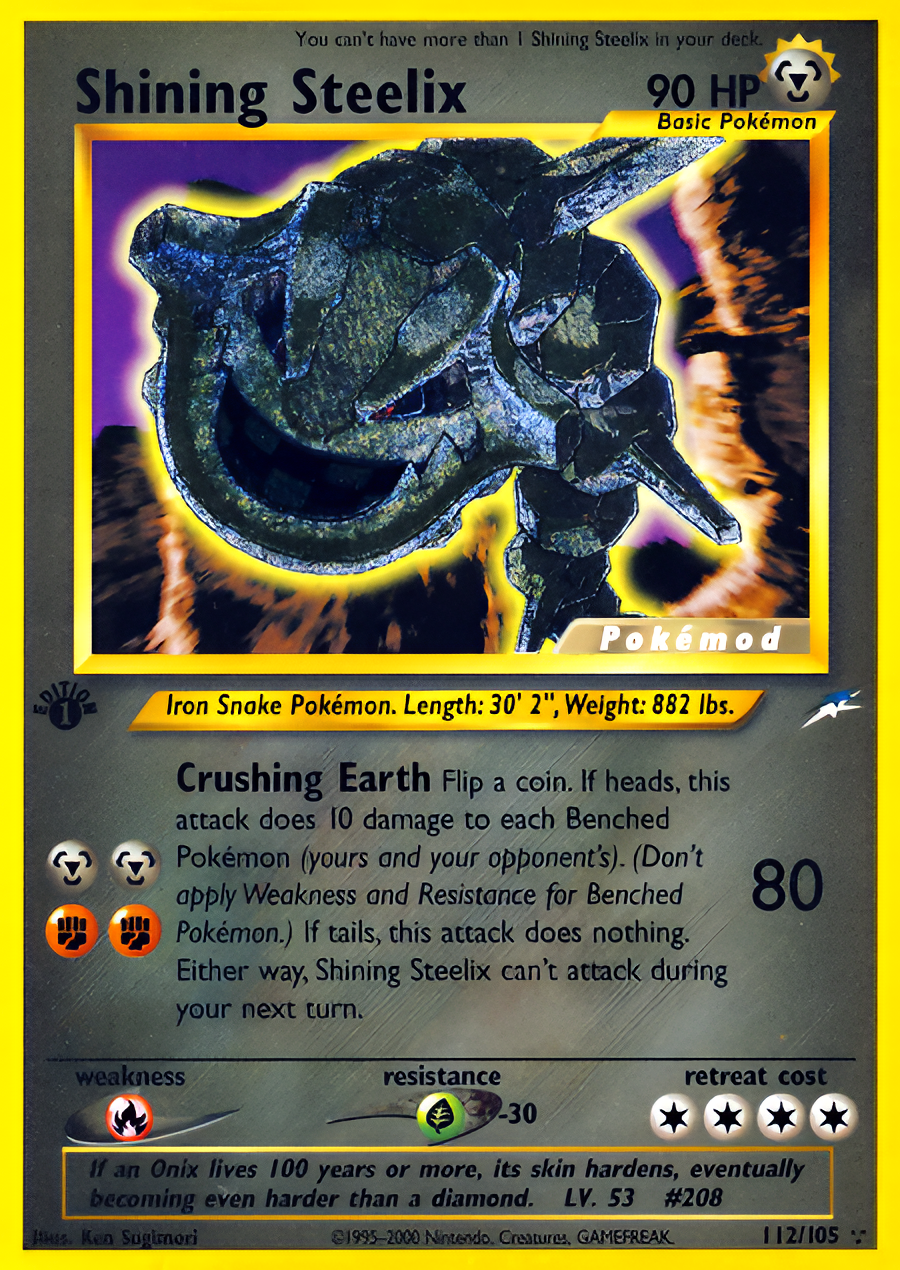 You can't have more than 1 Shining Steelix in your deck.
Shining Steelix 90 HP
Basic Pokémon
Pokémod
EDITION
1
Iron Snake Pokémon. Length: 30' 2", Weight: 882 lbs.
Crushing Earth Flip a coin. If heads, this
attack does 10 damage to each Benched
Pokémon (yours and your opponent's). (Don't
apply Weakness and Resistance for Benched
Pokémon.) If tails, this attack does nothing.
Either way, Shining Steelix can't attack during
your next turn.
80
weakness resistance retreat cost
-30
If an Onix lives 100 years or more, its skin hardens, eventually
becoming even harder than a diamond. LV. 53 #208
Illus. Ken Sugimori ©1995-2000 Nintendo, Creatures, GAMEFREAK. 112/105